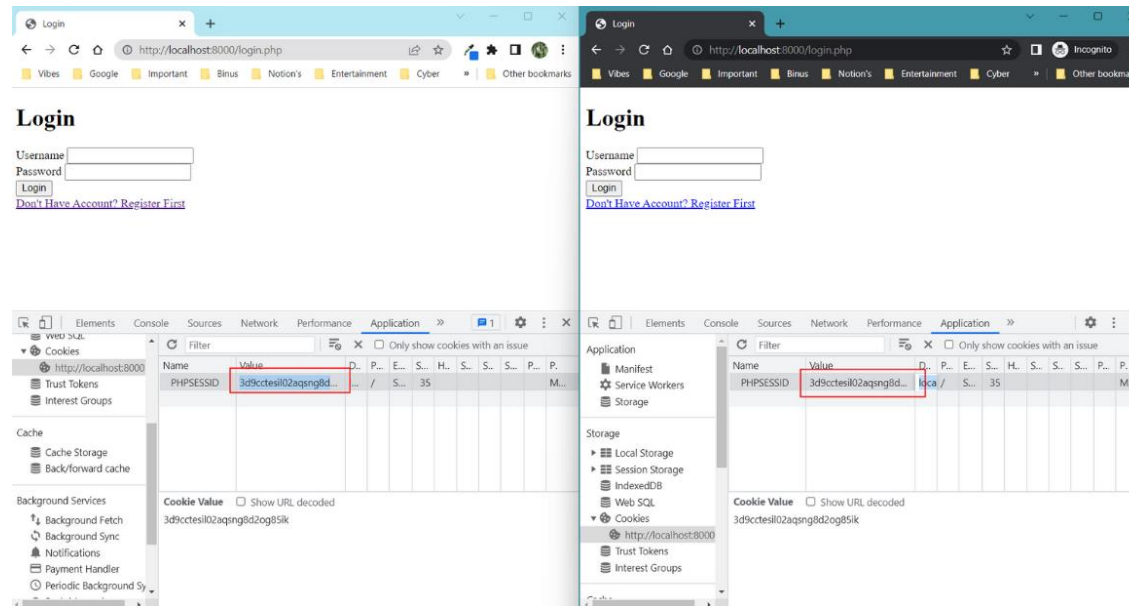 Login
http://localhost:8000/login.php
Vibes Google Important Binus Notion's Entertainment Cyber » Other bookmarks
Login
Username
Password
Login
Don't Have Account? Register First
Elements Console Sources Network Performance Application » 1
Web SQL
Cookies
http://localhost:8000
Trust Tokens
Interest Groups
Cache
Cache Storage
Back/forward cache
Background Services
Background Fetch
Background Sync
Notifications
Payment Handler
Periodic Background Sy
Filter Only show cookies with an issue
Name Value D.. P... E... S... H.. S... S... S... P... P.
PHPSESSID 3d9cctesil02aqsng8d... ... / S... 35 M...
Cookie Value Show URL decoded
3d9cctesil02aqsng8d2og85ik
Login
http://localhost:8000/login.php Incognito
Vibes Google Important Binus Notion's Entertainment Cyber » Other bookma
Login
Username
Password
Login
Don't Have Account? Register First
Elements Console Sources Network Performance Application »
Application
Manifest
Service Workers
Storage
Storage
Local Storage
Session Storage
IndexedDB
Web SQL
Cookies
http://localhost:8000
Trust Tokens
Interest Groups
Filter Only show cookies with an issue
Name Value D.. P... E... S... H.. S... S... S... P... P.
PHPSESSID 3d9cctesil02aqsng8d... loca / S... 35 M
Cookie Value Show URL decoded
3d9cctesil02aqsng8d2og85ik